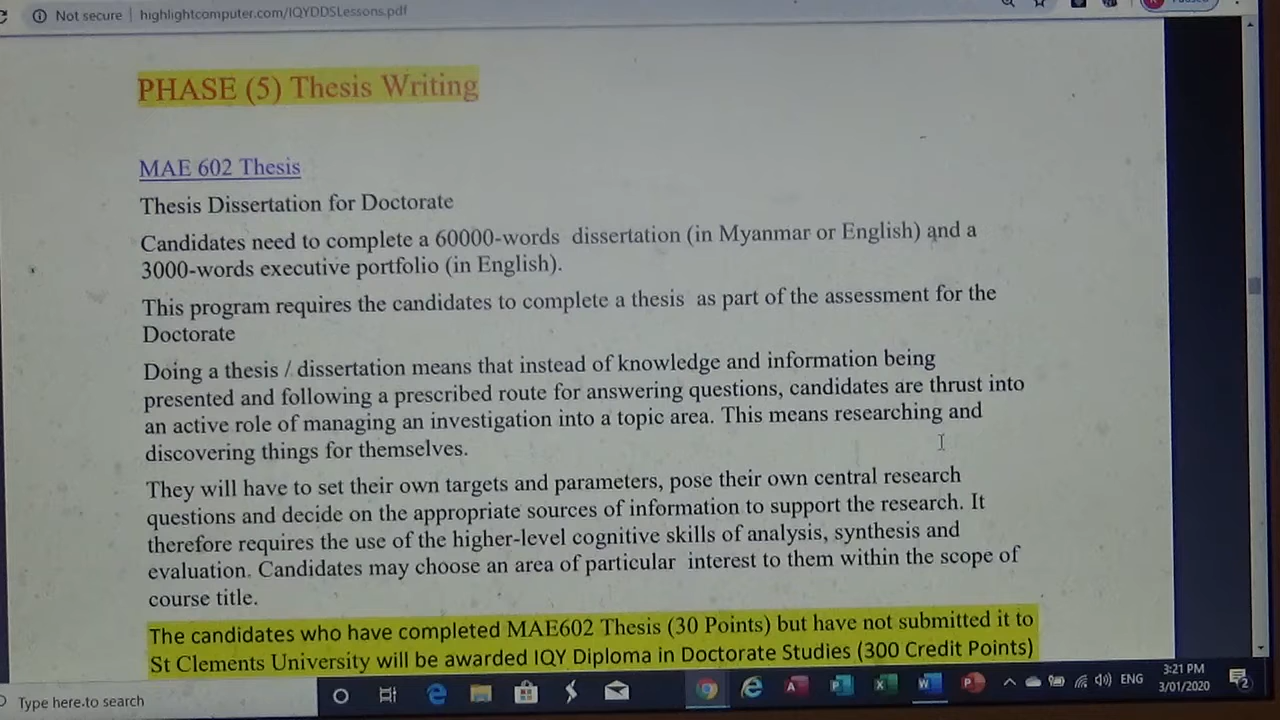 Not secure | highlightcomputer.com/IQYDDSLessons.pdf
PHASE (5) Thesis Writing
MAE 602 Thesis
Thesis Dissertation for Doctorate
Candidates need to complete a 60000-words dissertation (in Myanmar or English) and a
3000-words executive portfolio (in English).
This program requires the candidates to complete a thesis as part of the assessment for the
Doctorate
Doing a thesis / dissertation means that instead of knowledge and information being
presented and following a prescribed route for answering questions, candidates are thrust into
an active role of managing an investigation into a topic area. This means researching and
discovering things for themselves.
They will have to set their own targets and parameters, pose their own central research
questions and decide on the appropriate sources of information to support the research. It
therefore requires the use of the higher-level cognitive skills of analysis, synthesis and
evaluation. Candidates may choose an area of particular interest to them within the scope of
course title.
The candidates who have completed MAE602 Thesis (30 Points) but have not submitted it to
St Clements University will be awarded IQY Diploma in Doctorate Studies (300 Credit Points)
Type here to search
ENG
3:21 PM
3/01/2020
2